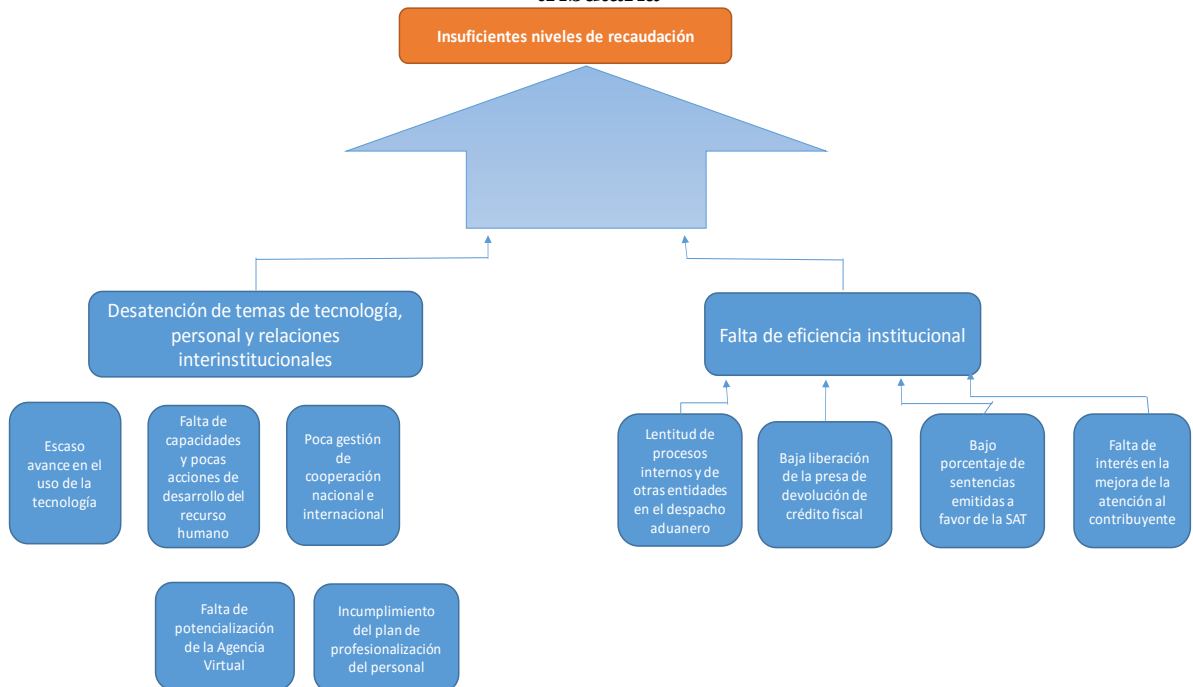 Insuficientes niveles de recaudación
Desatención de temas de tecnología,
personal y relaciones
interinstitucionales
Falta de eficiencia institucional
Escaso
avance en el
uso de la
tecnología
Falta de
capacidades
y pocas
acciones de
desarrollo del
recurso
humano
Poca gestión
de
cooperación
nacional e
internacional
Lentitud de
procesos
internos y de
otras entidades
en el despacho
aduanero
Baja liberación
de la presa de
devolución de
crédito fiscal
Bajo
porcentaje de
sentencias
emitidas a
favor de la SAT
Falta de
interés en la
mejora de la
atención al
contribuyente
Falta de
potencialización
de la Agencia
Virtual
Incumplimiento
del plan de
profesionalización
del personal